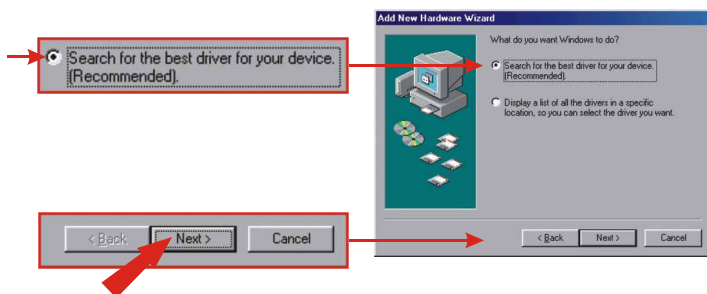 Search for the best driver for your device.
(Recommended).
< Back
Next >
Cancel
Add New Hardware Wizard
What do you want Windows to do?
Search for the best driver for your device.
(Recommended).
Display a list of all the drivers in a specific
location, so you can select the driver you want.
< Back
Next >
Cancel